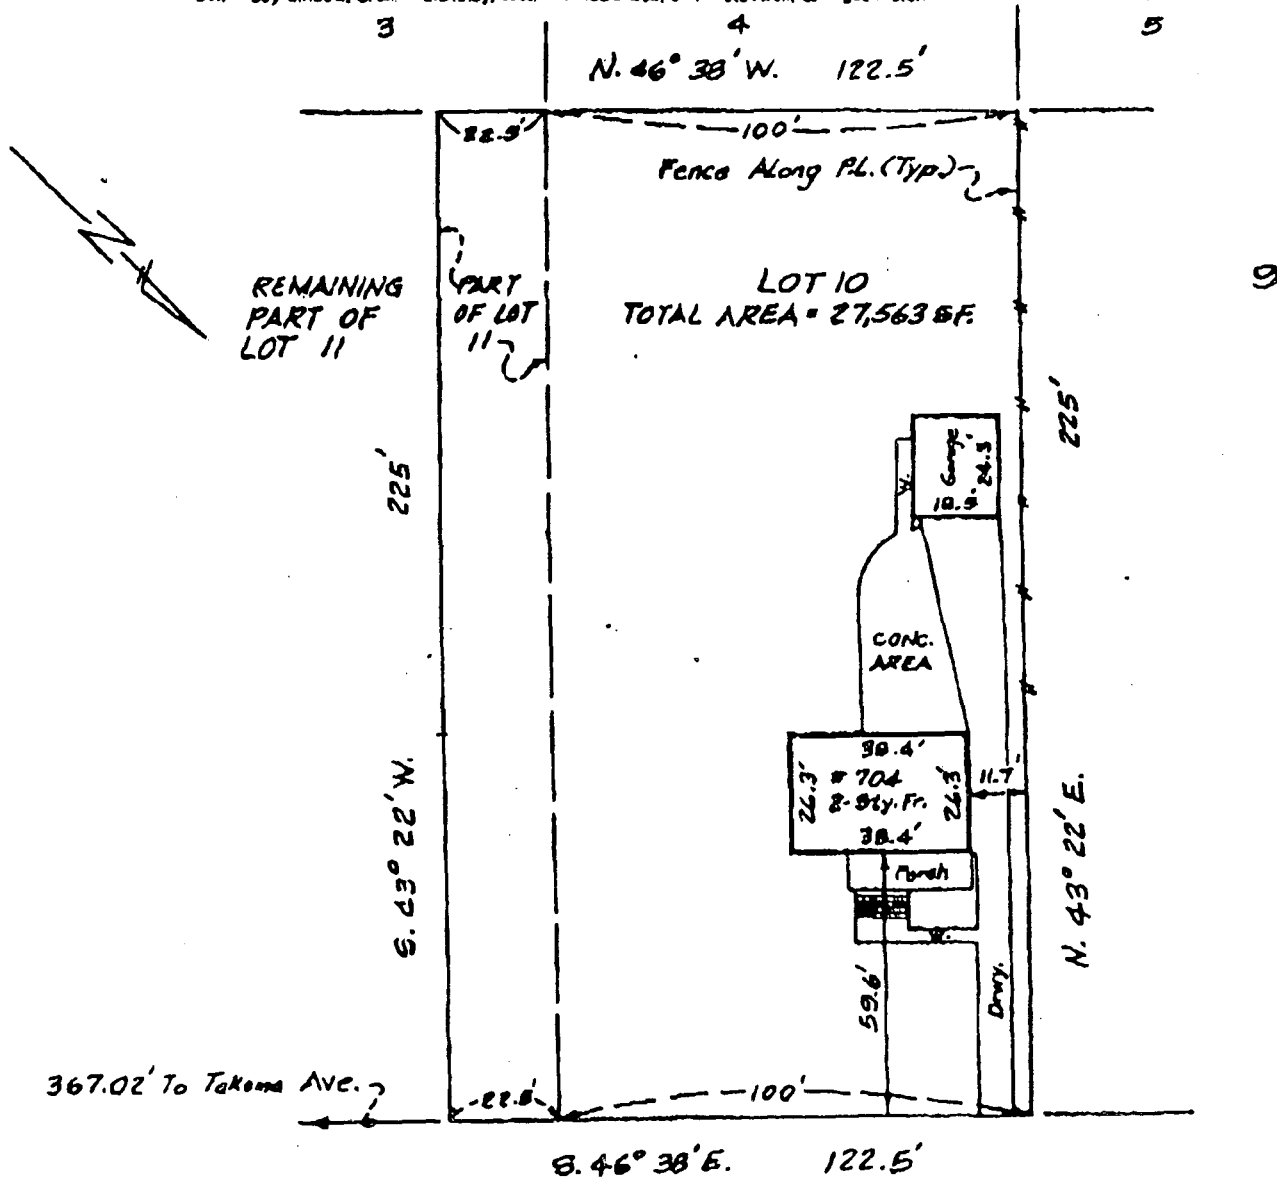 3
4
5
N. 46° 38' W. 122.5'
22.5'
100'
Fence Along P.L. (Typ.)
REMAINING
PART OF
LOT 11
PART
OF LOT
11
LOT 10
TOTAL AREA = 27,563 SF.
9
225'
225'
Garage
24.3'
18.5'
W.
CONC.
AREA
38.4'
26.3'
# 704
2-Sty. Fr.
26.3'
38.4'
11.7'
Porch
W.
S. 43° 22' W.
N. 43° 22' E.
59.6'
Drwy.
367.02' To Takoma Ave.
22.5'
100'
S. 46° 38' E. 122.5'